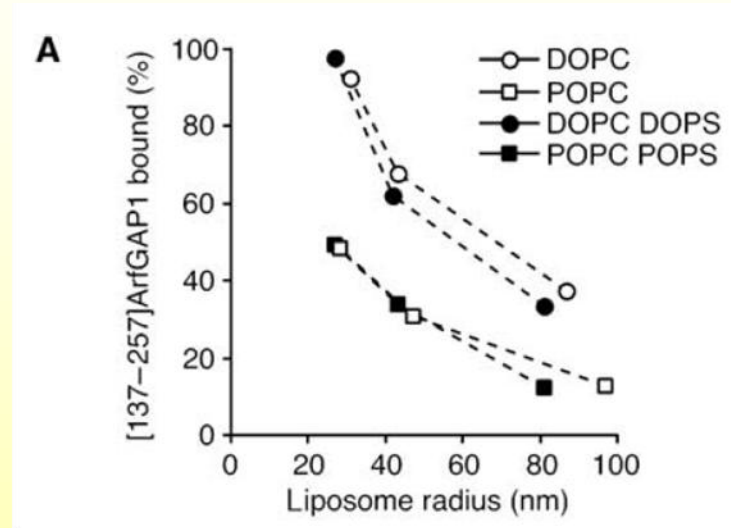 A
[137–257]ArfGAP1 bound (%)
100
80
60
40
20
0
0 20 40 60 80 100
Liposome radius (nm)
DOPC
POPC
DOPC DOPS
POPC POPS